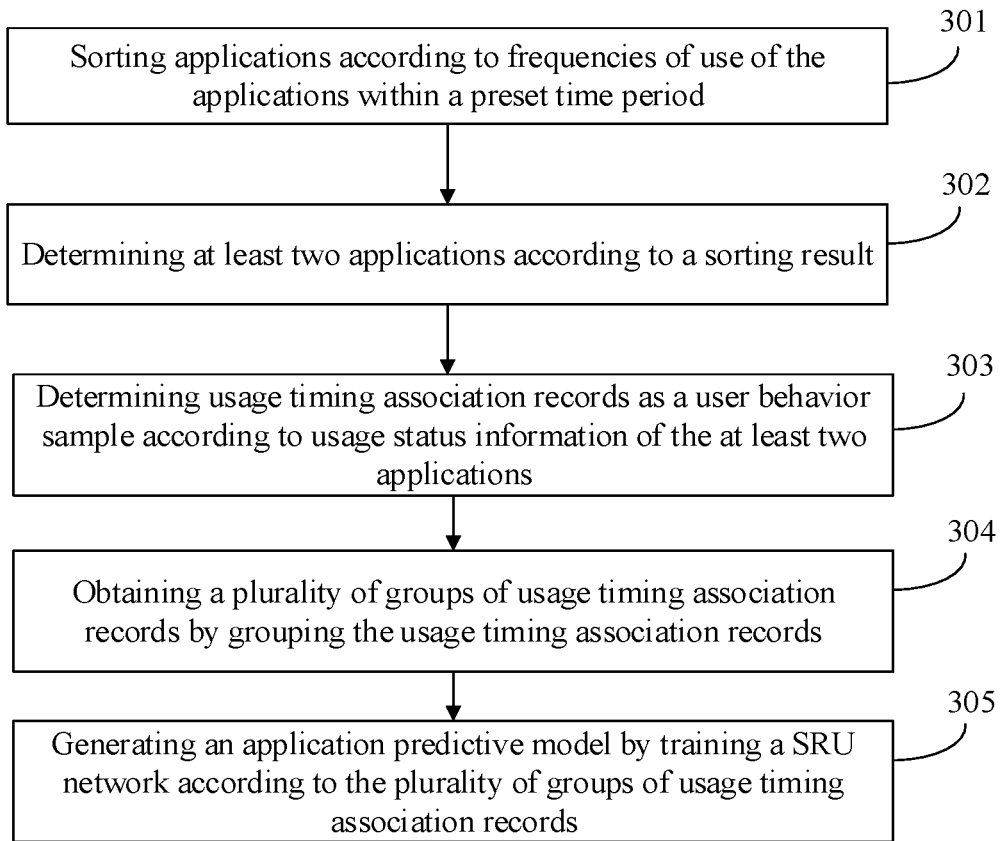 301
Sorting applications according to frequencies of use of the
applications within a preset time period
302
Determining at least two applications according to a sorting result
303
Determining usage timing association records as a user behavior
sample according to usage status information of the at least two
applications
304
Obtaining a plurality of groups of usage timing association
records by grouping the usage timing association records
305
Generating an application predictive model by training a SRU
network according to the plurality of groups of usage timing
association records